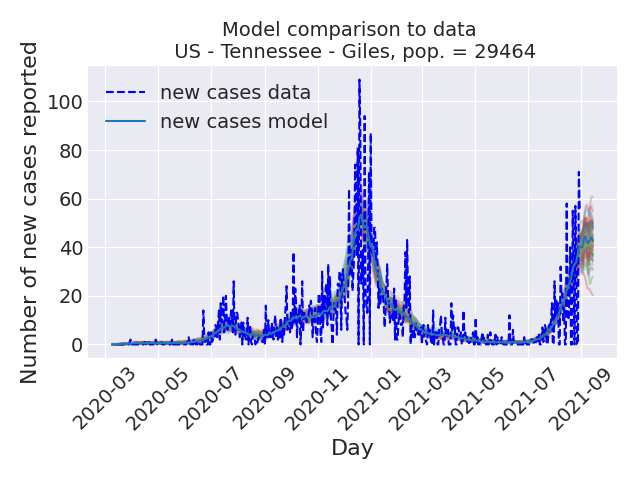 Model comparison to data
US - Tennessee - Giles, pop. = 29464
Number of new cases reported
100
80
60
40
20
0
new cases data
new cases model
2020-03
2020-05
2020-07
2020-09
2020-11
2021-01
2021-03
2021-05
2021-07
2021-09
Day